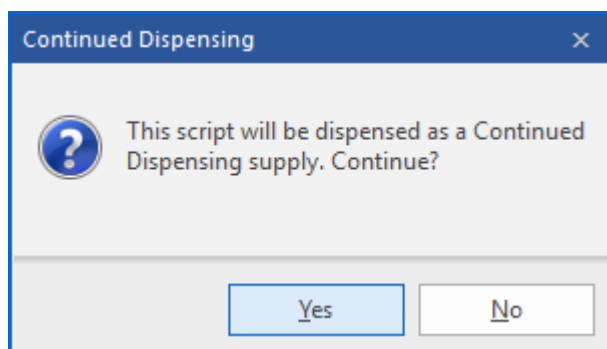 Continued Dispensing
This script will be dispensed as a Continued
Dispensing supply. Continue?
Yes
No